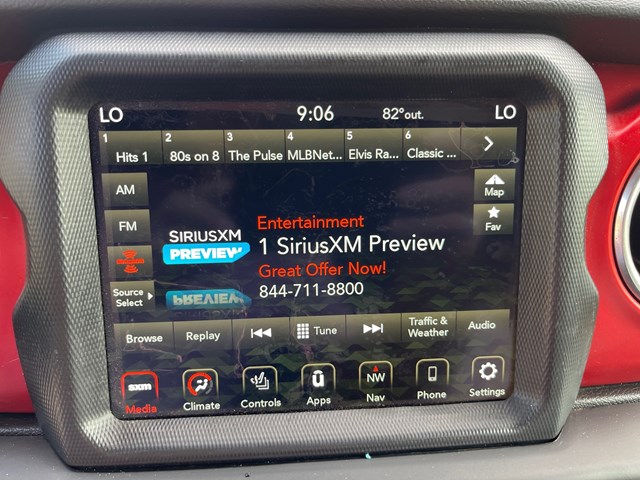 LO 9:06 82°out. LO
1 2 3 4 5 6
Hits 1 80s on 8 The Pulse MLBNet... Elvis Ra... Classic ...
AM
Map
FM
Fav
Entertainment
SIRIUSXM
PREVIEW
1 SiriusXM Preview
Great Offer Now!
844-711-8800
Source
Select
PREVIEW
Browse Replay Tune Traffic & Weather Audio
sxm NW
Media Climate Controls Apps Nav Phone Settings